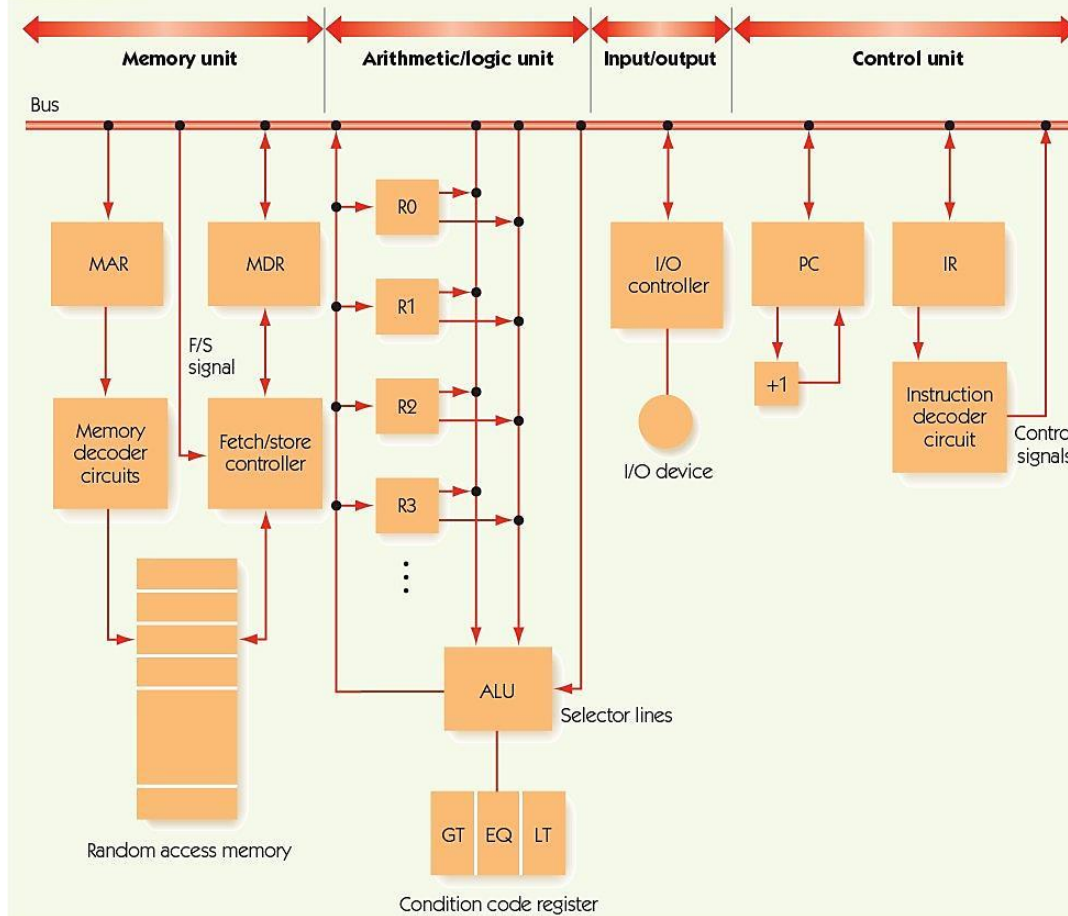 Memory unit
Arithmetic/logic unit
Input/output
Control unit
Bus
MAR
MDR
F/S
signal
Memory
decoder
circuits
Fetch/store
controller
Random access memory
R0
R1
R2
R3
ALU
Selector lines
GT
EQ
LT
Condition code register
I/O
controller
I/O device
PC
+1
IR
Instruction
decoder
circuit
Contro
signals